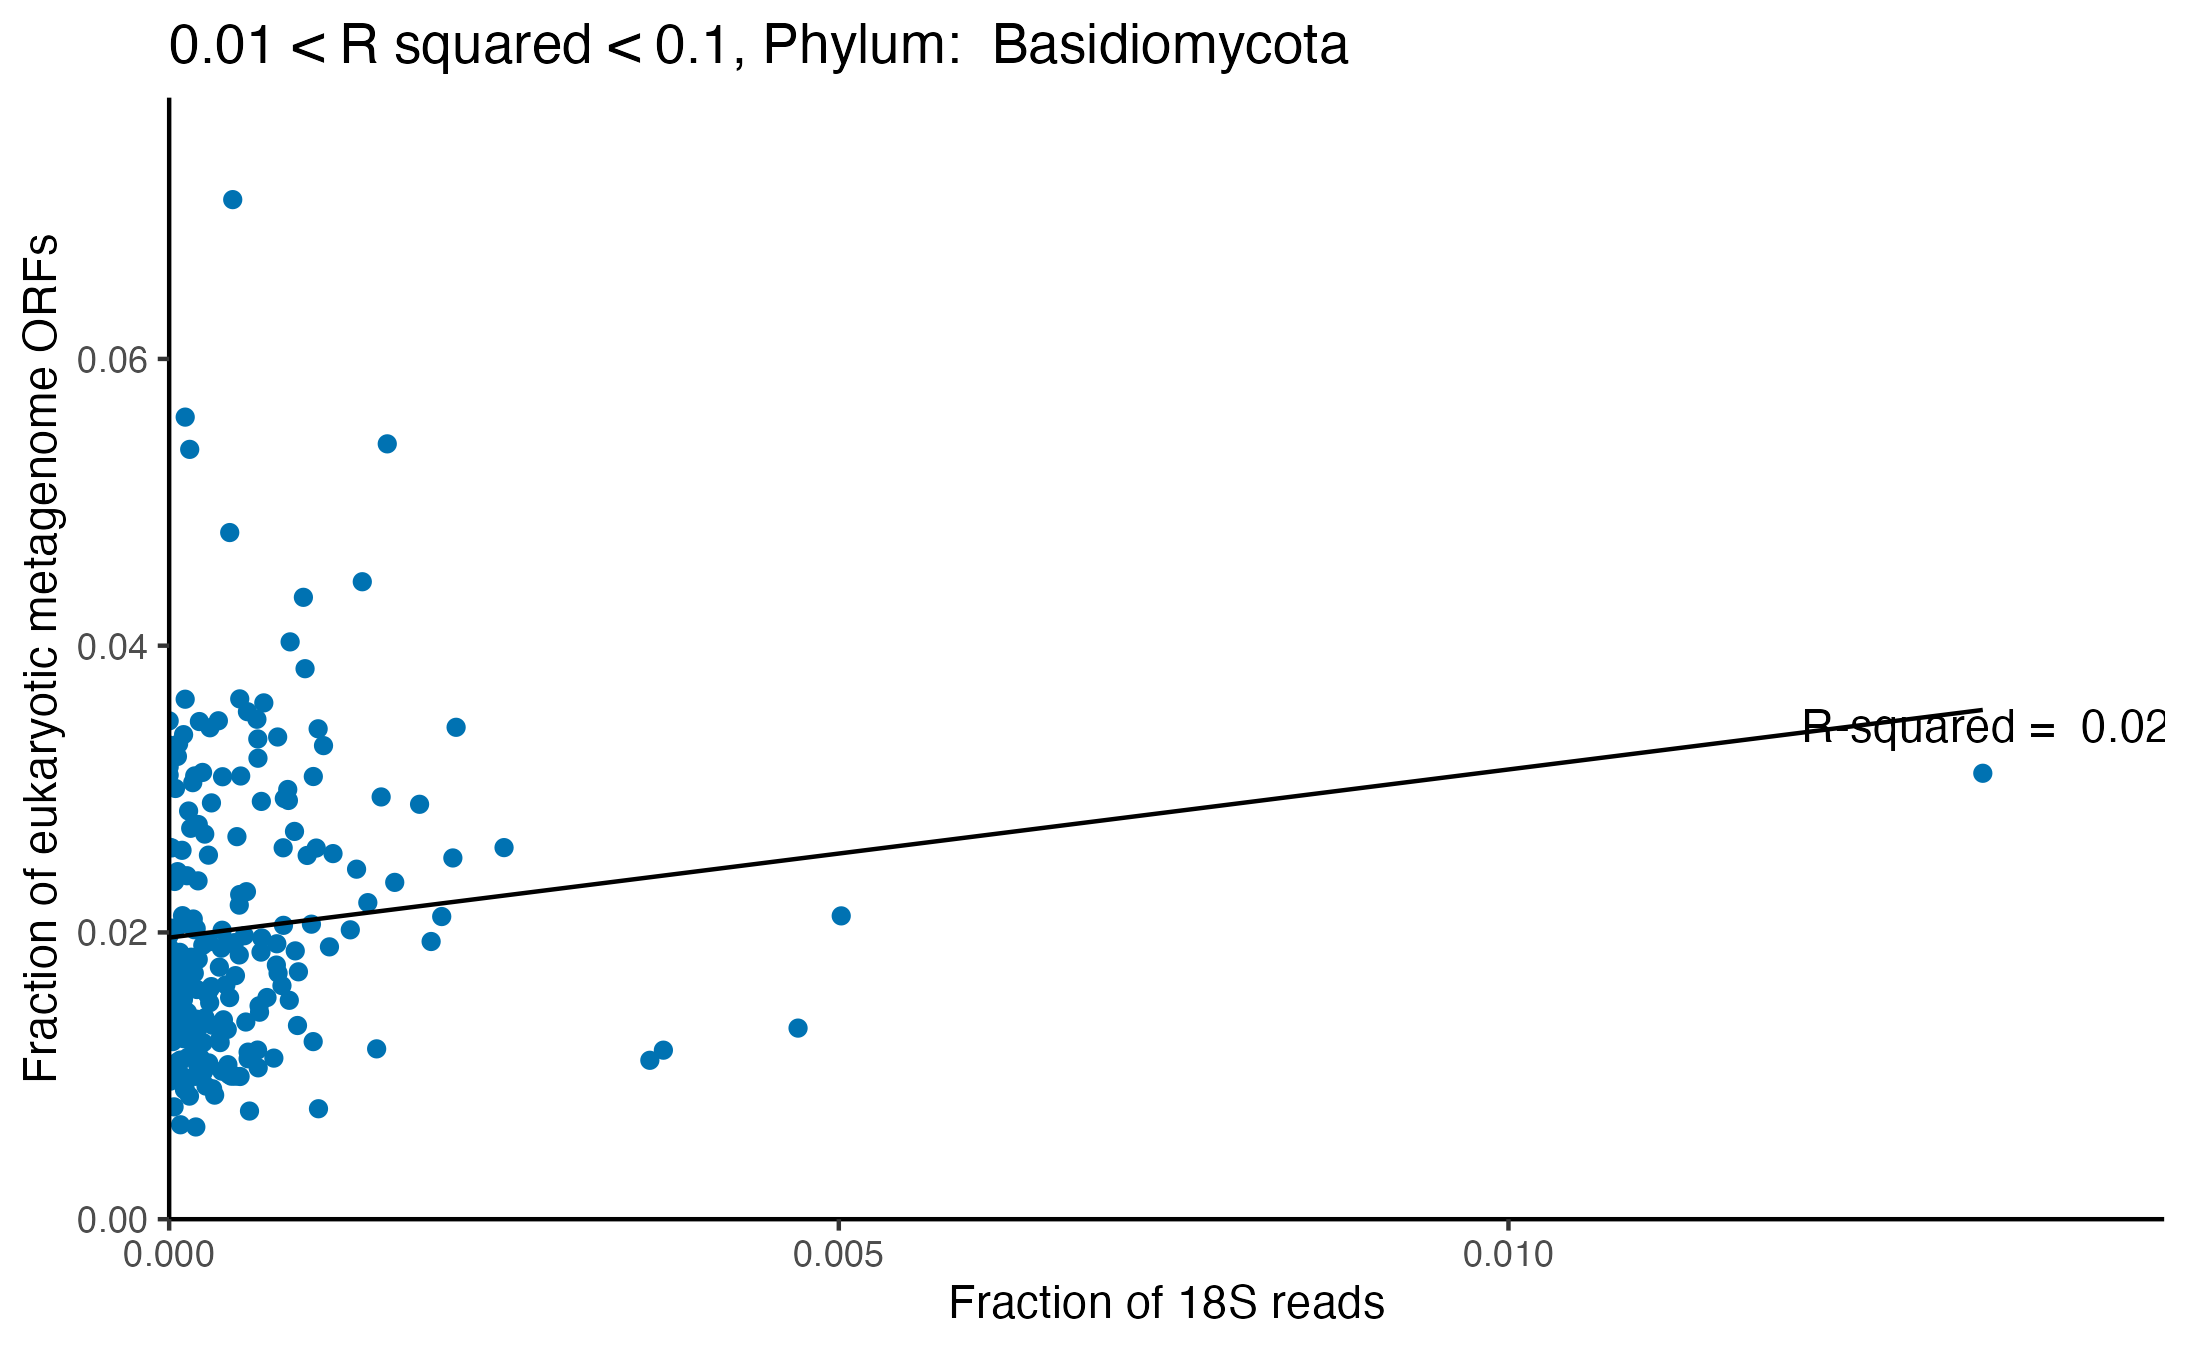 0.01 < R squared < 0.1, Phylum:  Basidiomycota
Fraction of eukaryotic metagenome ORFs
0.06
0.04
0.02
0.00
R-squared =  0.02
0.000
0.005
0.010
Fraction of 18S reads